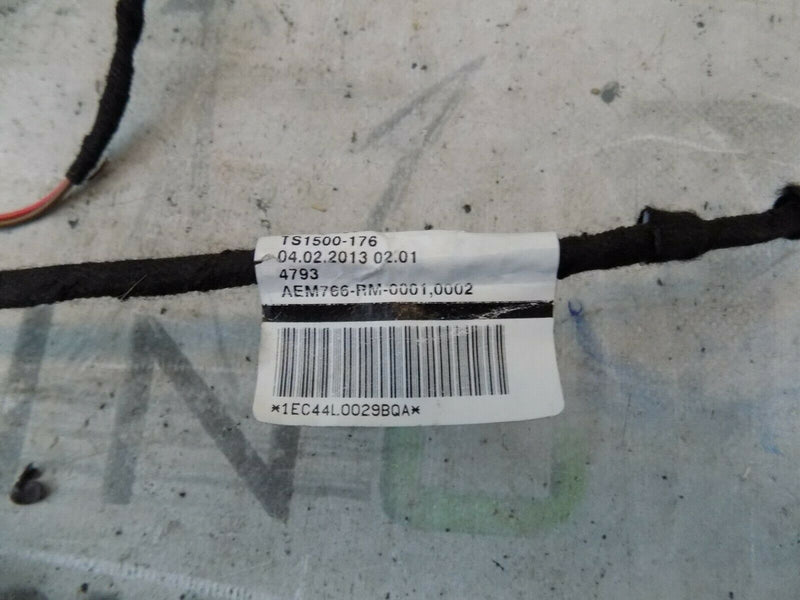 TS1500-176
04.02.2013 02.01
4793
AEM766-RM-0001,0002
*1EC44L0029BQA*